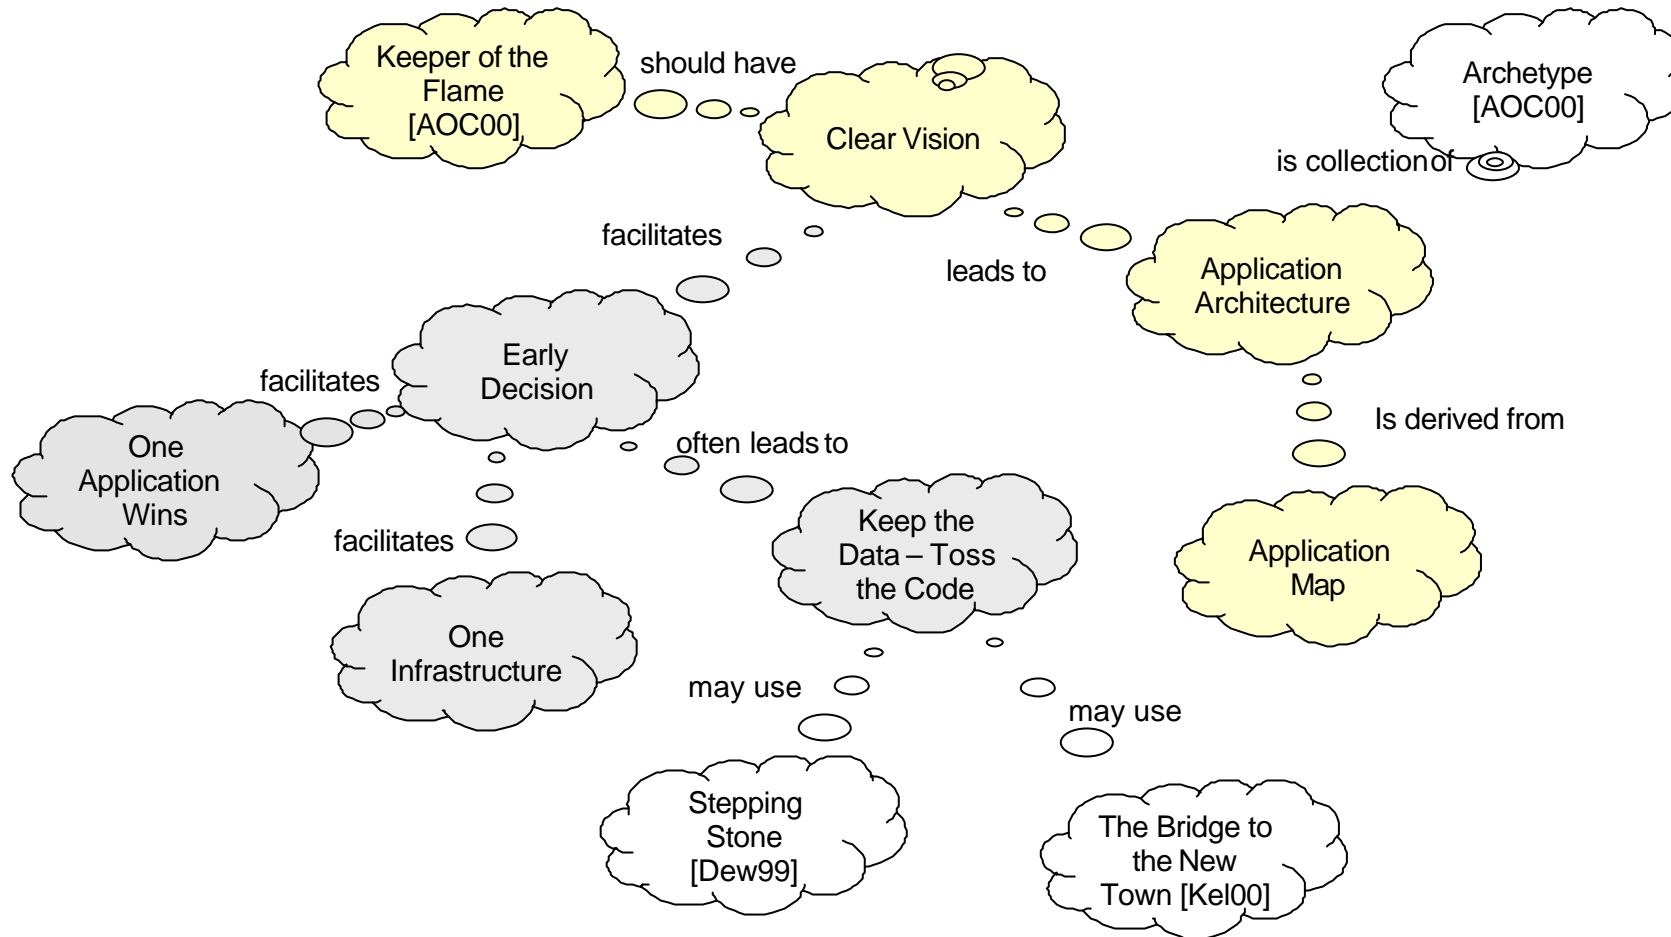 Keeper of the
Flame
[AOC00]
should have
Clear Vision
Archetype
[AOC00]
is collection of
facilitates
leads to
Application
Architecture
Early
Decision
facilitates
Is derived from
One
Application
Wins
often leads to
facilitates
Keep the
Data – Toss
the Code
Application
Map
One
Infrastructure
may use
may use
Stepping
Stone
[Dew99]
The Bridge to
the New
Town [Kel00]